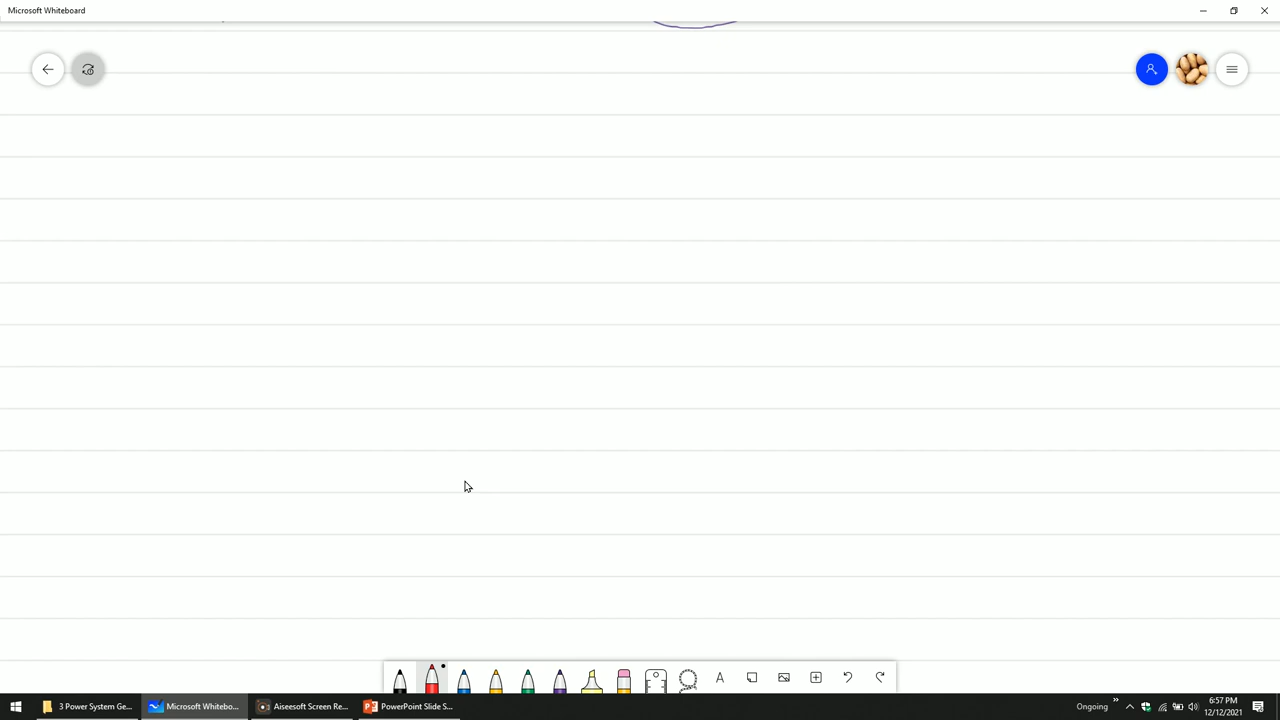 Microsoft Whiteboard
A
3 Power System Ge...
Microsoft Whitebo...
Aiseesoft Screen Re...
PowerPoint Slide S...
Ongoing
6:57 PM
12/12/2021